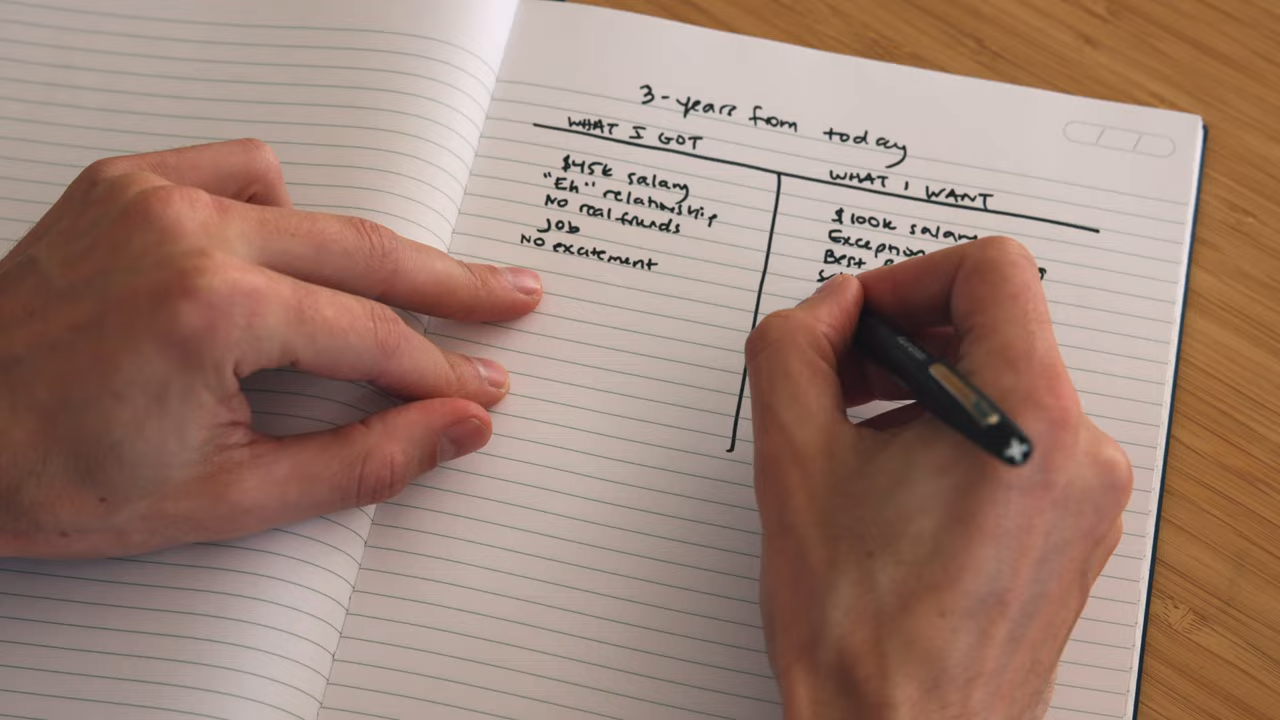 3-years from today
WHAT I GOT
$45k salary
"Eh" relationship
No real friends
Job
No excitement
WHAT I WANT
$100k salary
Best